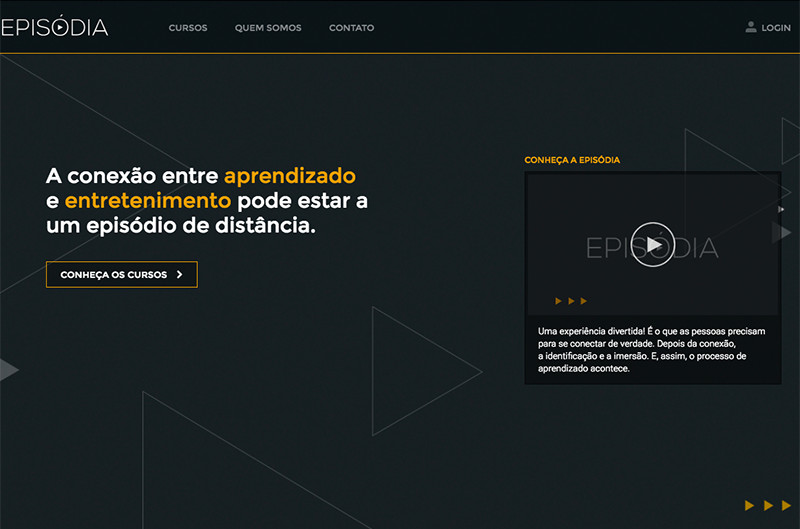 EPISÓDIA
CURSOS QUEM SOMOS CONTATO
LOGIN
A conexão entre aprendizado
e entretenimento pode estar a
um episódio de distância.
CONHEÇA OS CURSOS
CONHEÇA A EPISÓDIA
EPISÓDIA
Uma experiência divertida! É o que as pessoas precisam
para se conectar de verdade. Depois da conexão,
a identificação e a imersão. E, assim, o processo de
aprendizado acontece.